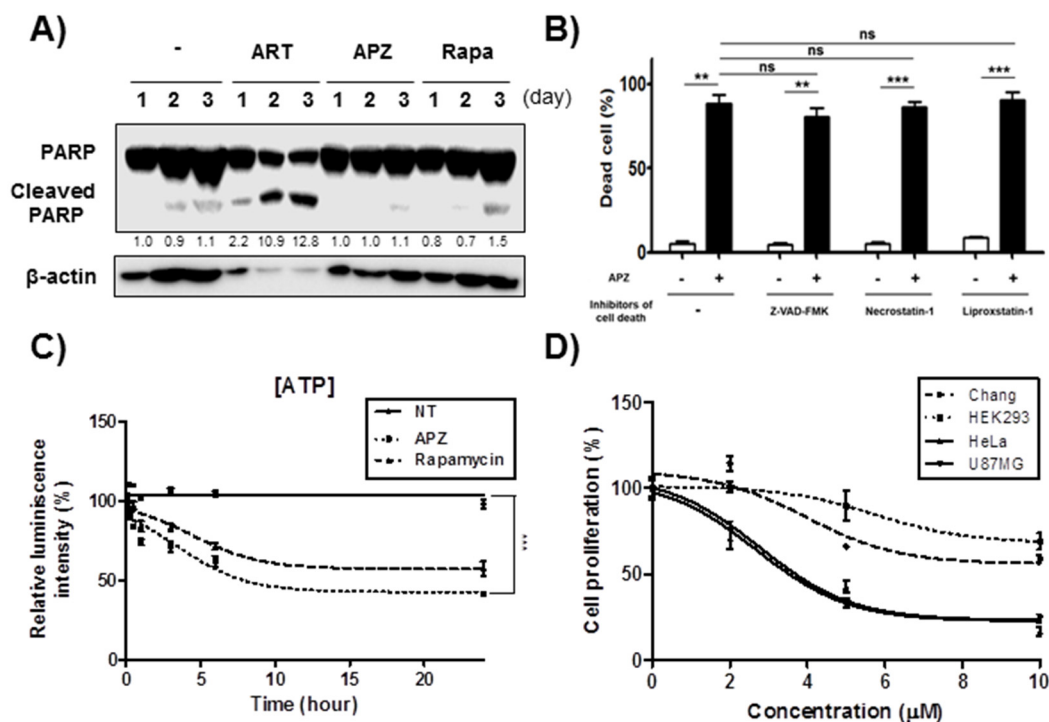 A)
- ART APZ Rapa
1 2 3 1 2 3 1 2 3 1 2 3 (day)
PARP
Cleaved
PARP
1.0 0.9 1.1 2.2 10.9 12.8 1.0 1.0 1.1 0.8 0.7 1.5
β-actin
B)
ns
ns
ns
** ** *** ***
Dead cell (%)
100
50
0
APZ - + - + - + - +
Inhibitors of
cell death
- Z-VAD-FMK Necrostatin-1 Liproxstatin-1
C)
[ATP]
NT
APZ
Rapamycin
Relative luminiscence
intensity (%)
150
100
50
0
0 5 10 15 20
***
Time (hour)
D)
Chang
HEK293
HeLa
U87MG
Cell proliferation (%)
150
100
50
0
0 2 4 6 8 10
Concentration (μM)